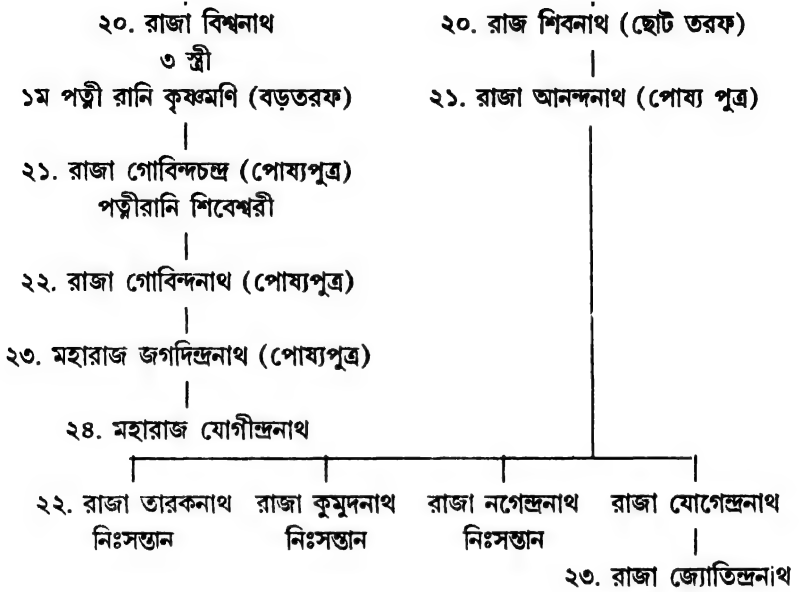 ২০. রাজা বিশ্বনাথ ২০. রাজ শিবনাথ (ছোট তরফ)
৩ স্ত্রী
১ম পত্নী রানি কৃষ্ণমণি (বড়তরফ) ২১. রাজা আনন্দনাথ (পোষ্য পুত্র)
২১. রাজা গোবিন্দচন্দ্র (পোষ্যপুত্র)
পত্নীরানি শিবেশ্বরী
২২. রাজা গোবিন্দনাথ (পোষ্যপুত্র)
২৩. মহারাজ জগদিন্দ্রনাথ (পোষ্যপুত্র)
২৪. মহারাজ যোগীন্দ্রনাথ
২২. রাজা তারকনাথ রাজা কুমুদনাথ রাজা নগেন্দ্রনাথ রাজা যোগেন্দ্রনাথ
নিঃসন্তান নিঃসন্তান নিঃসন্তান
২৩. রাজা জ্যোতিন্দ্রনাথ